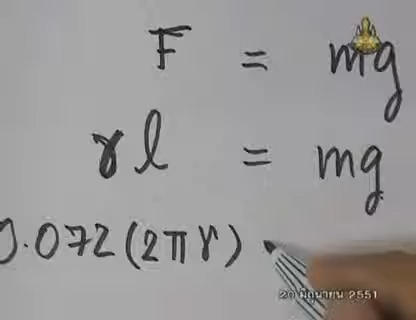 F = mg
γl = mg
0.072(2πr)
20 มิถุนายน 2551